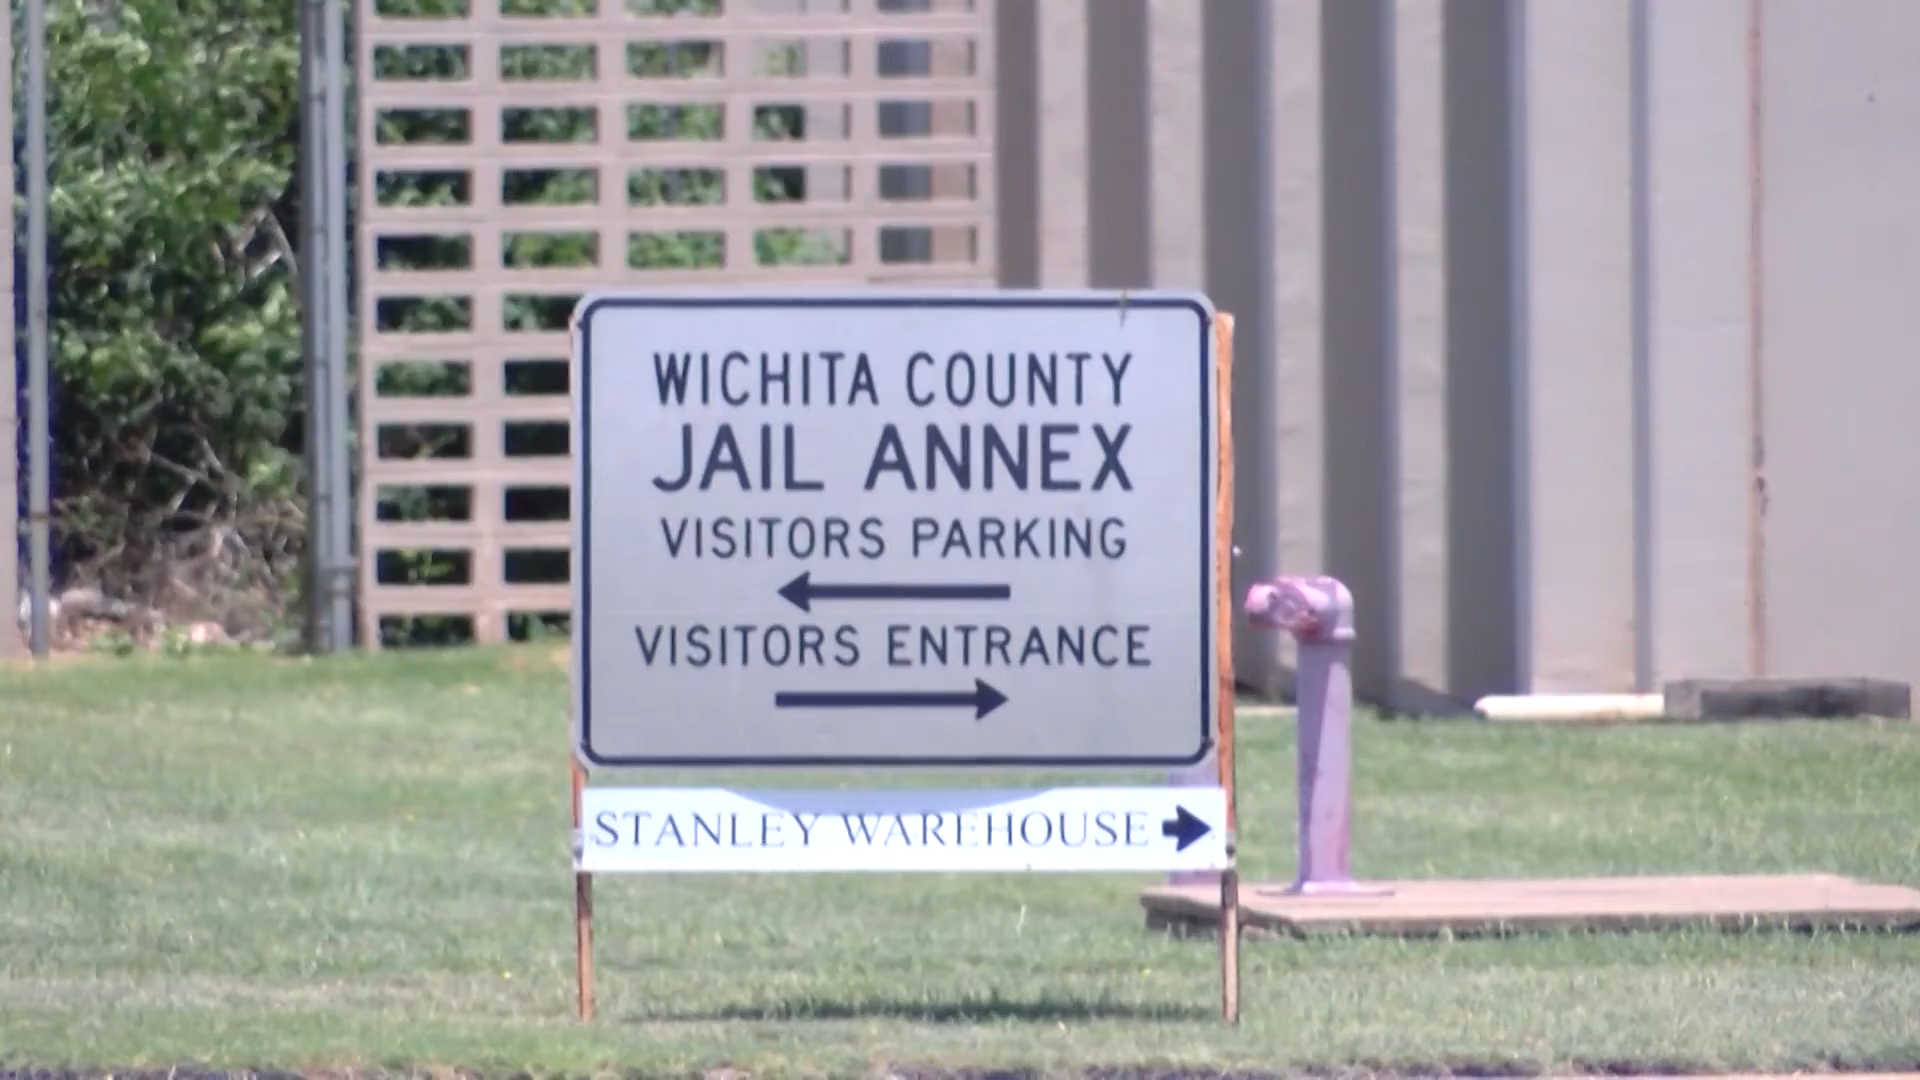 WICHITA COUNTY
JAIL ANNEX
VISITORS PARKING
VISITORS ENTRANCE
STANLEY WAREHOUSE